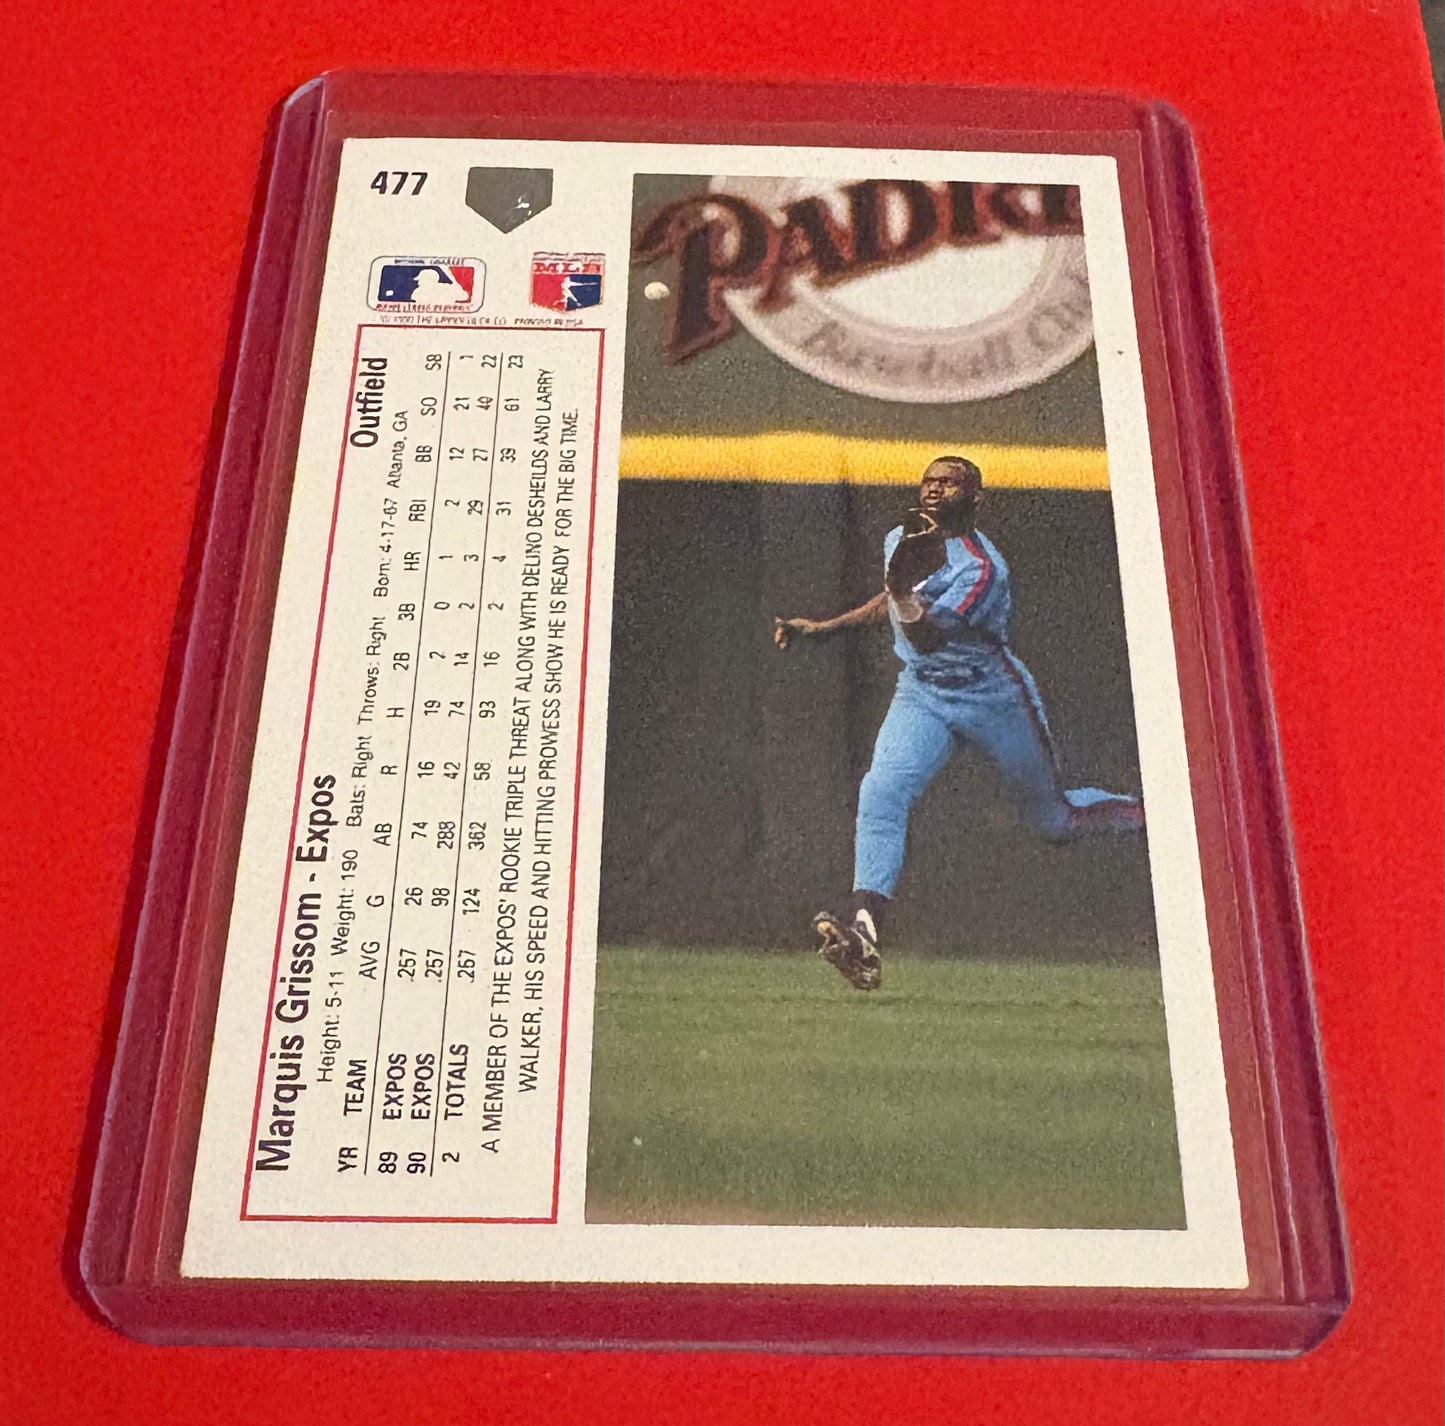 477
MLB
Marquis Grissom - Expos Outfield
Height: 5-11 Weight: 190 Bats: Right Throws: Right Born: 4-17-67 Atlanta, GA
YR TEAM AVG G AB R H 2B 3B HR RBI BB SO SB
89 EXPOS .257 26 74 16 19 2 0 1 2 12 21 1
90 EXPOS .257 98 288 42 74 14 2 3 29 27 40 22
2 TOTALS .257 124 362 58 93 16 2 4 31 39 61 23
A MEMBER OF THE EXPOS' ROOKIE TRIPLE THREAT ALONG WITH DELINO DESHEILDS AND LARRY
WALKER, HIS SPEED AND HITTING PROWESS SHOW HE IS READY FOR THE BIG TIME.
PADRE
Baseball Clu